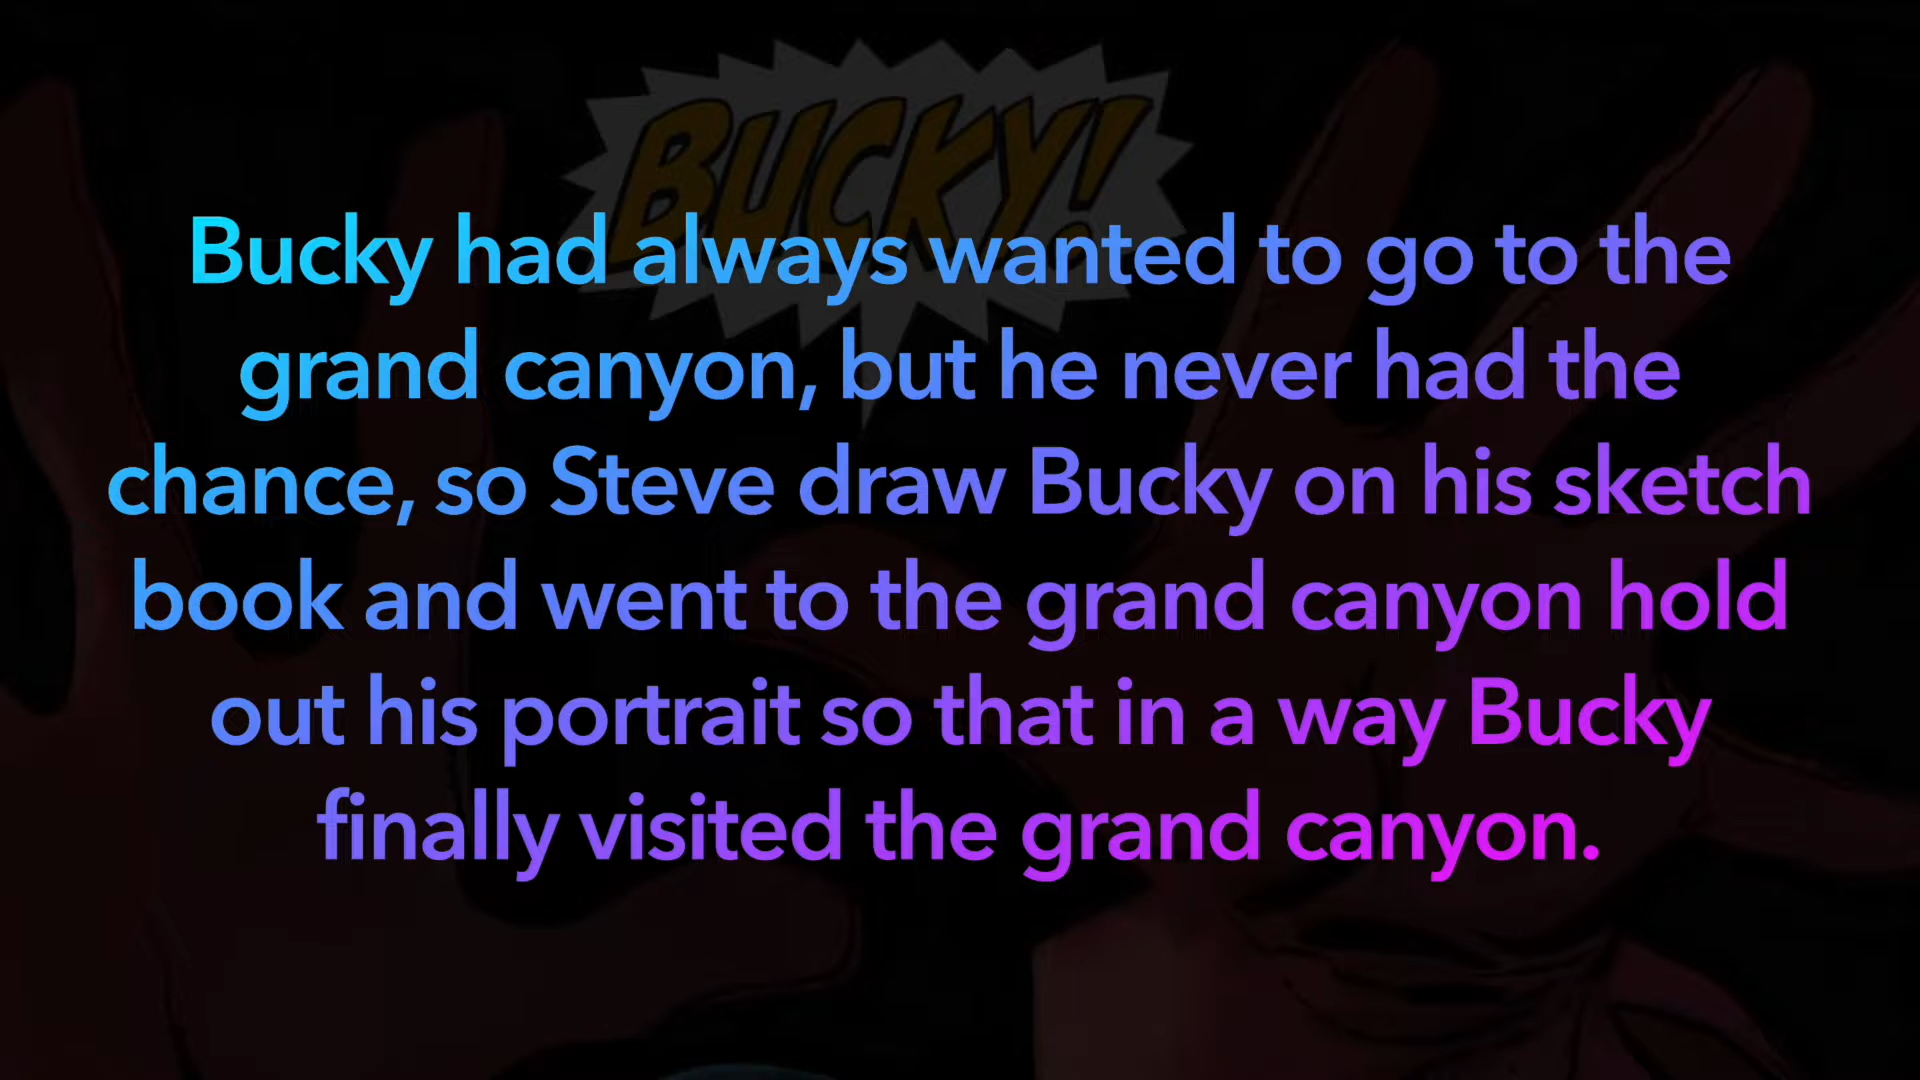 BUCKY!
Bucky had always wanted to go to the
grand canyon, but he never had the
chance, so Steve draw Bucky on his sketch
book and went to the grand canyon hold
out his portrait so that in a way Bucky
finally visited the grand canyon.